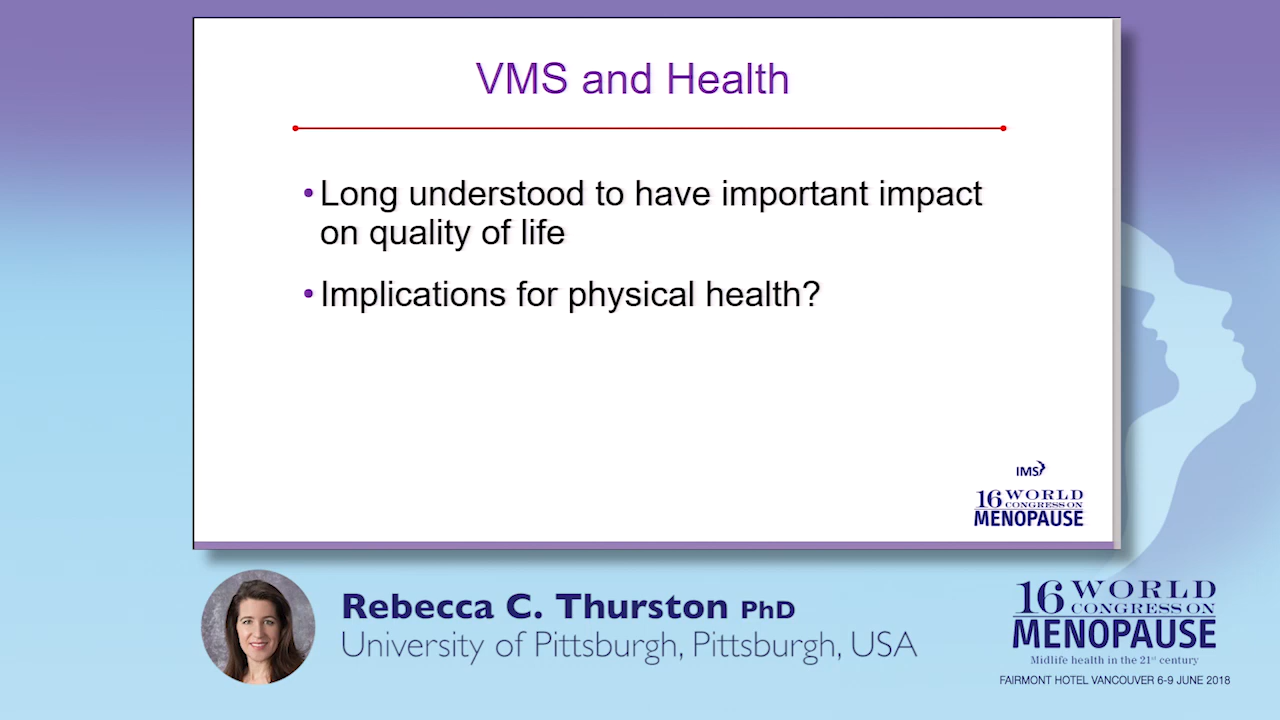 VMS and Health
•Long understood to have important impact
on quality of life
•Implications for physical health?
IMS
16 WORLD
CONGRESS ON
MENOPAUSE
Rebecca C. Thurston PhD
University of Pittsburgh, Pittsburgh, USA
16 WORLD
CONGRESS ON
MENOPAUSE
Midlife health in the 21st century
FAIRMONT HOTEL VANCOUVER 6-9 JUNE 2018